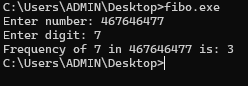 C:\Users\ADMIN\Desktop>fibo.exe
Enter number: 467646477
Enter digit: 7
Frequency of 7 in 467646477 is: 3
C:\Users\ADMIN\Desktop>